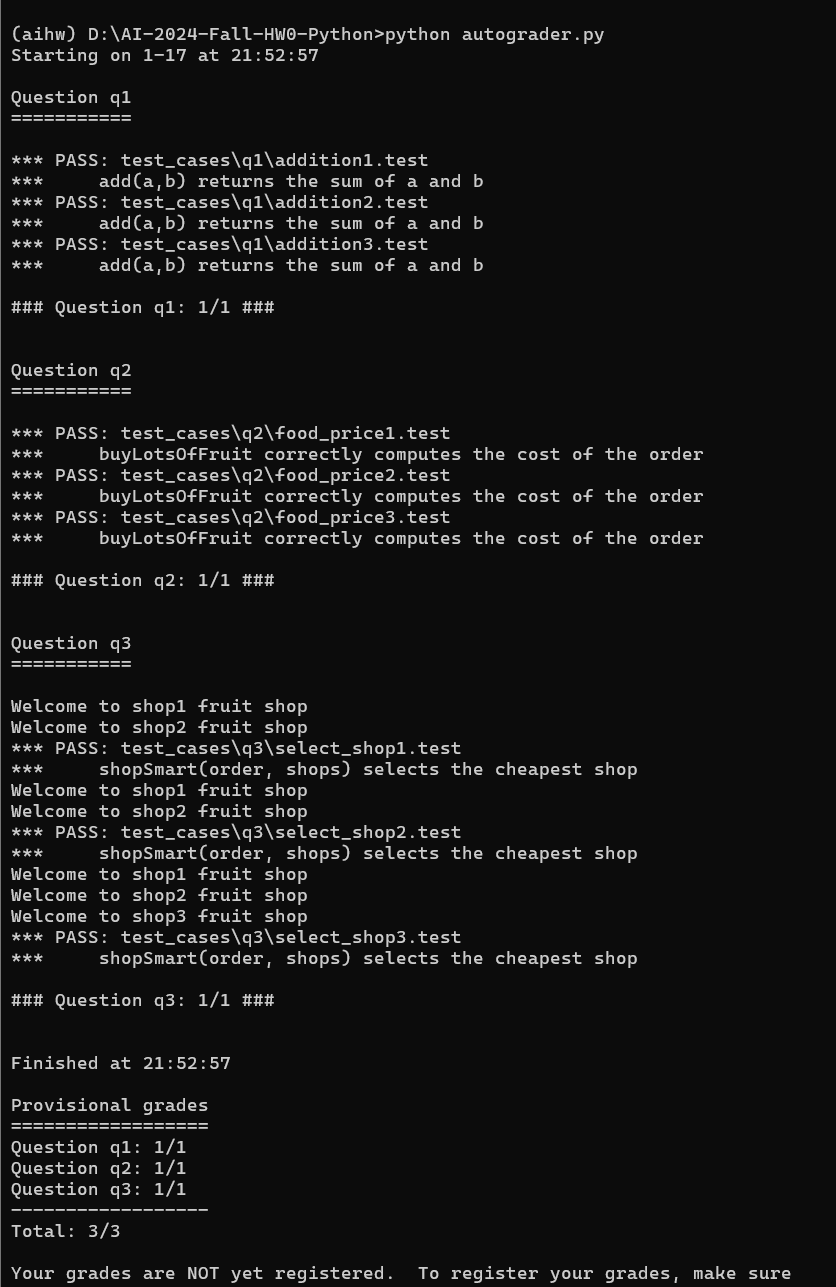 (aihw) D:\AI-2024-Fall-HW0-Python>python autograder.py
Starting on 1-17 at 21:52:57
Question q1
===========
*** PASS: test_cases\q1\addition1.test
***     add(a,b) returns the sum of a and b
*** PASS: test_cases\q1\addition2.test
***     add(a,b) returns the sum of a and b
*** PASS: test_cases\q1\addition3.test
***     add(a,b) returns the sum of a and b
### Question q1: 1/1 ###
Question q2
===========
*** PASS: test_cases\q2\food_price1.test
***     buyLotsOfFruit correctly computes the cost of the order
*** PASS: test_cases\q2\food_price2.test
***     buyLotsOfFruit correctly computes the cost of the order
*** PASS: test_cases\q2\food_price3.test
***     buyLotsOfFruit correctly computes the cost of the order
### Question q2: 1/1 ###
Question q3
===========
Welcome to shop1 fruit shop
Welcome to shop2 fruit shop
*** PASS: test_cases\q3\select_shop1.test
***     shopSmart(order, shops) selects the cheapest shop
Welcome to shop1 fruit shop
Welcome to shop2 fruit shop
*** PASS: test_cases\q3\select_shop2.test
***     shopSmart(order, shops) selects the cheapest shop
Welcome to shop1 fruit shop
Welcome to shop2 fruit shop
Welcome to shop3 fruit shop
*** PASS: test_cases\q3\select_shop3.test
***     shopSmart(order, shops) selects the cheapest shop
### Question q3: 1/1 ###
Finished at 21:52:57
Provisional grades
==================
Question q1: 1/1
Question q2: 1/1
Question q3: 1/1
------------------
Total: 3/3
Your grades are NOT yet registered.  To register your grades, make sure